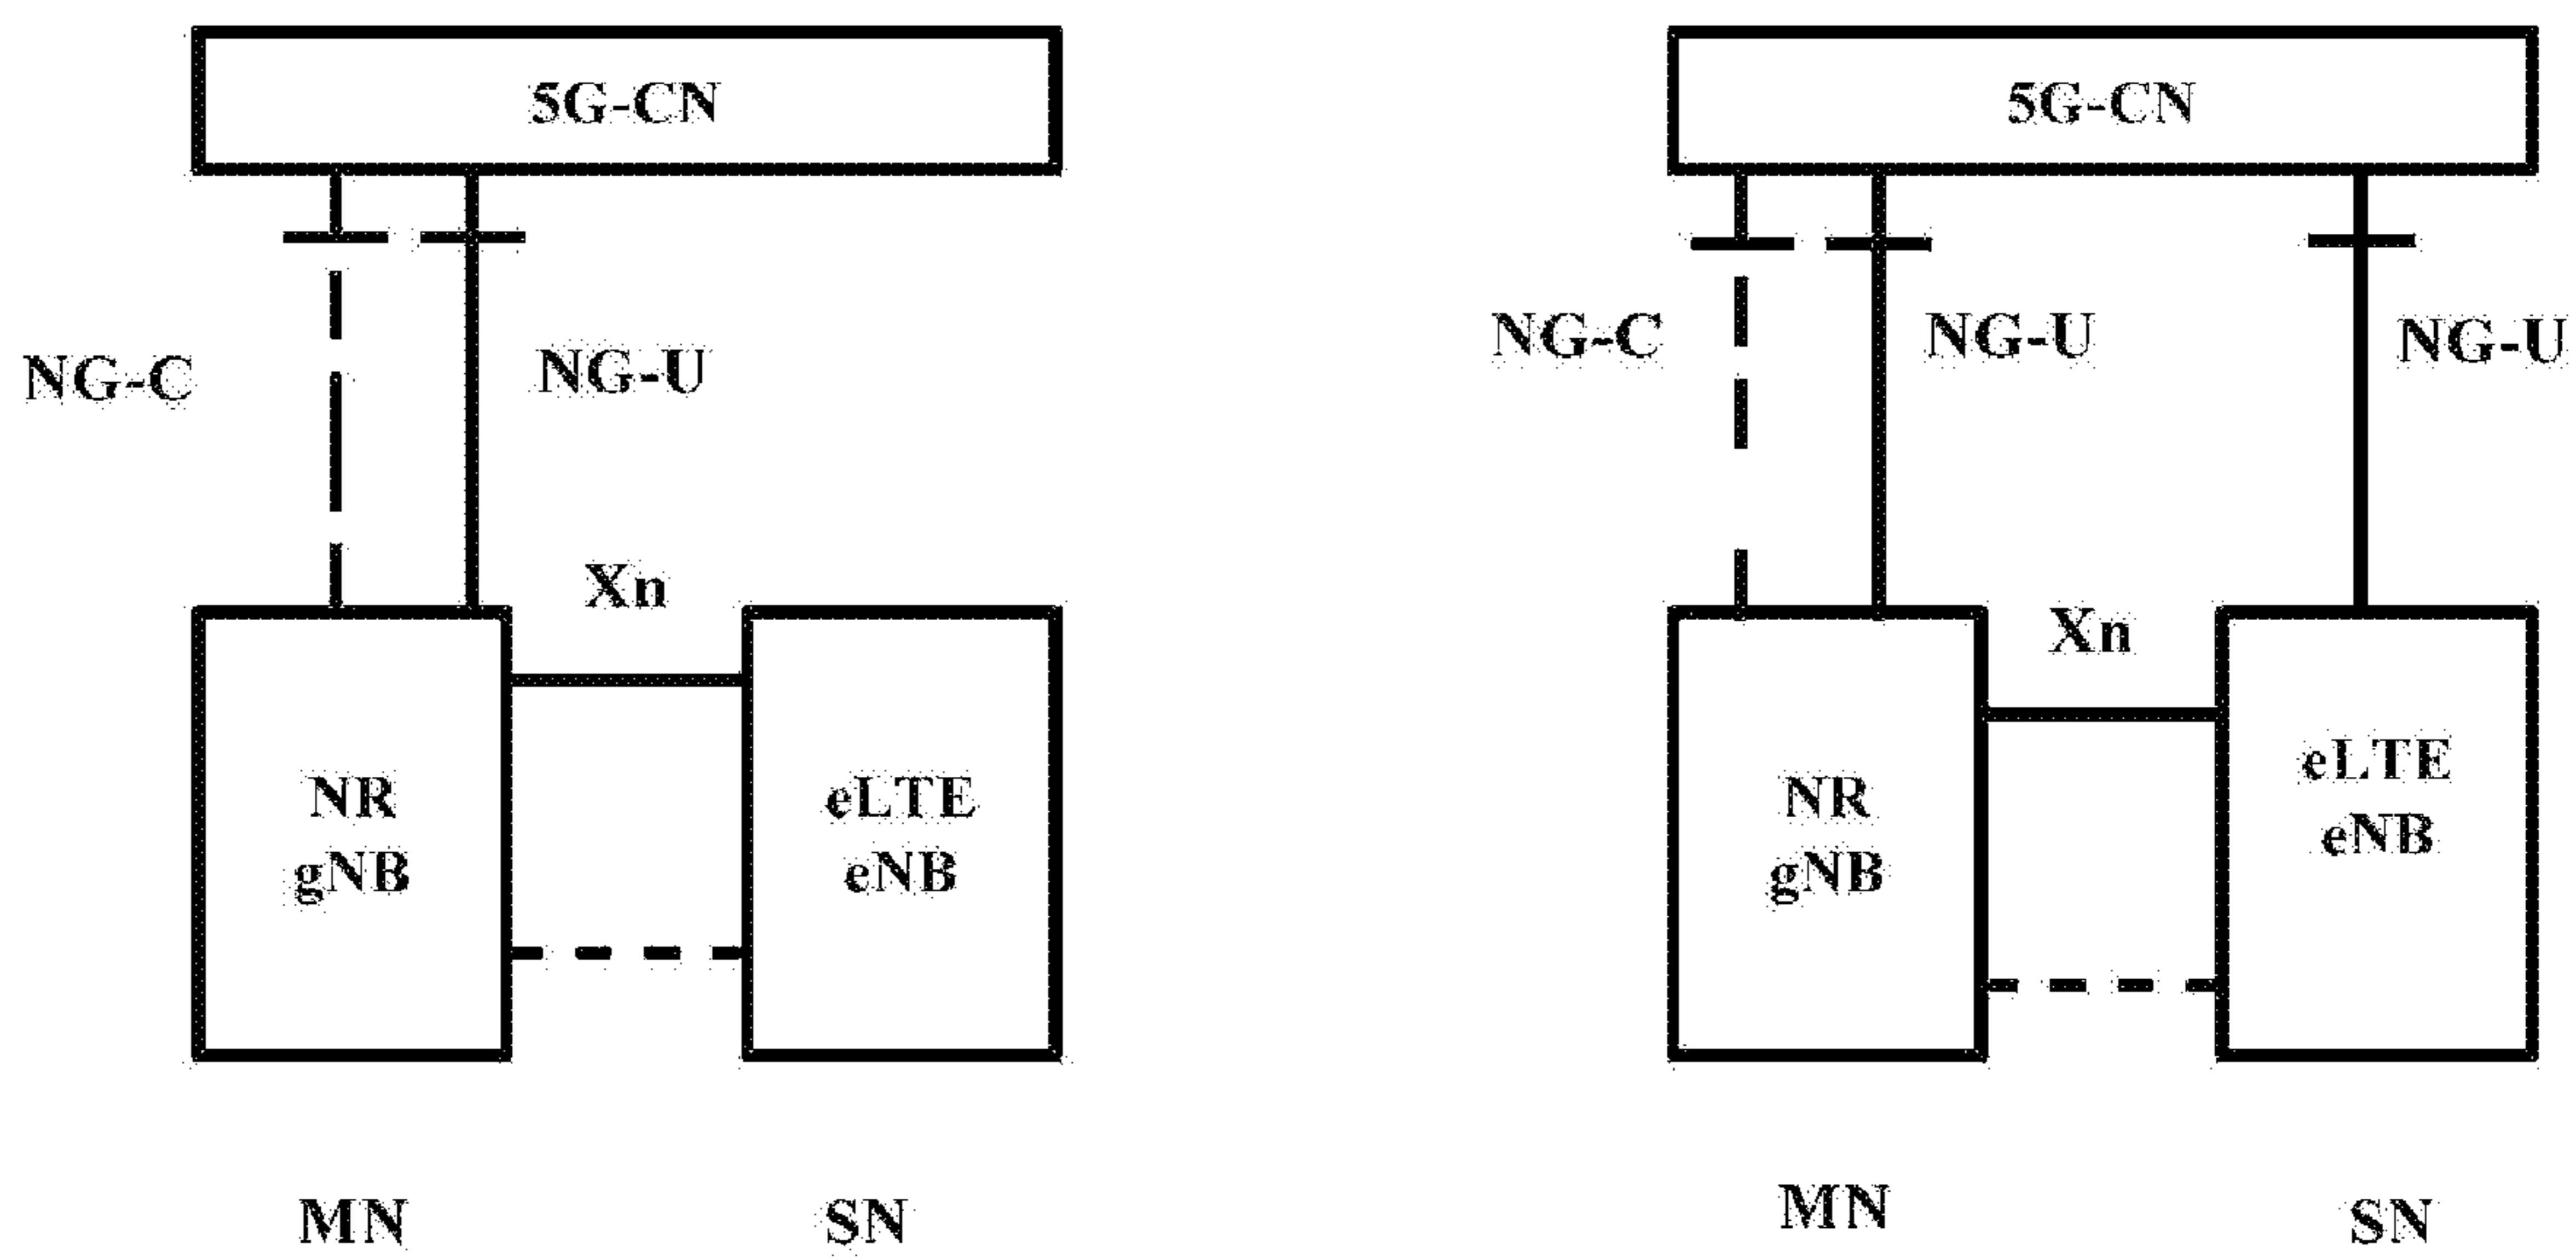 5G-CN
NG-C
NG-U
Xn
NR
gNB
eLTE
eNB
MN
SN
5G-CN
NG-C
NG-U
NG-U
Xn
NR
gNB
eLTE
eNB
MN
SN